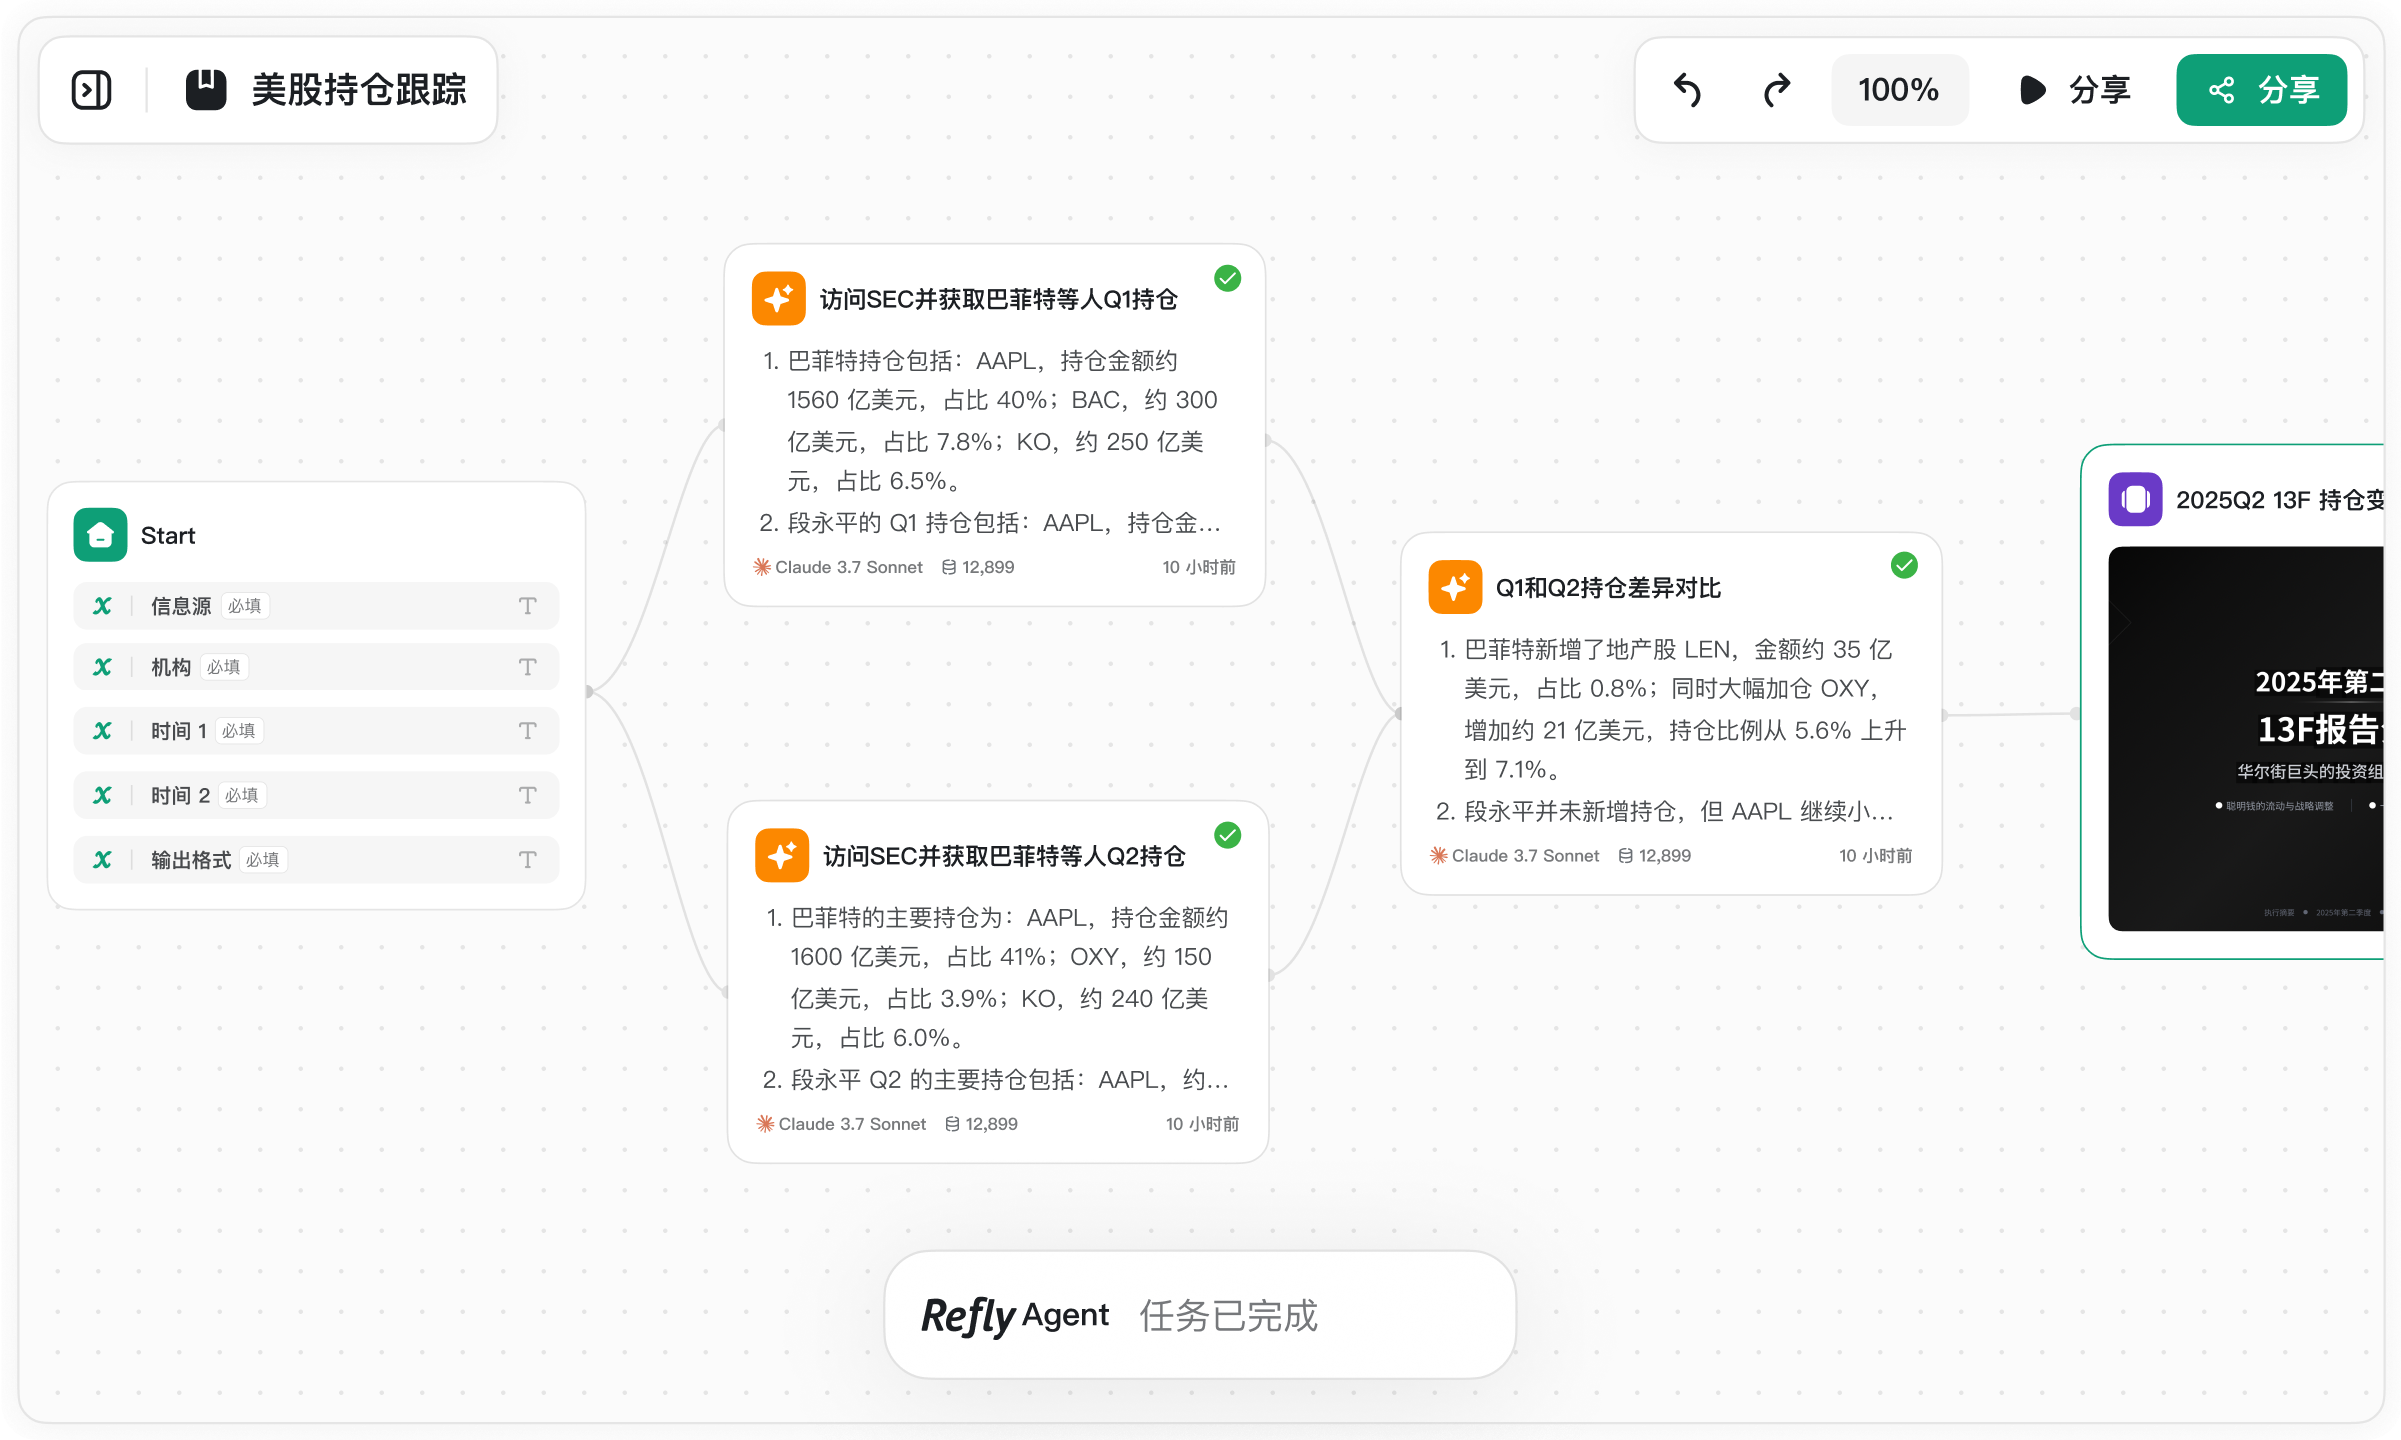 美股持仓跟踪
100%
分享
分享
Start
信息源 必填
机构 必填
时间 1 必填
时间 2 必填
输出格式 必填
访问SEC并获取巴菲特等人Q1持仓
1. 巴菲特持仓包括：AAPL，持仓金额约
1560 亿美元，占比 40%；BAC，约 300
亿美元，占比 7.8%；KO，约 250 亿美
元，占比 6.5%。
2. 段永平的 Q1 持仓包括：AAPL，持仓金...
Claude 3.7 Sonnet 12,899 10 小时前
访问SEC并获取巴菲特等人Q2持仓
1. 巴菲特的主要持仓为：AAPL，持仓金额约
1600 亿美元，占比 41%；OXY，约 150
亿美元，占比 3.9%；KO，约 240 亿美
元，占比 6.0%。
2. 段永平 Q2 的主要持仓包括：AAPL，约...
Claude 3.7 Sonnet 12,899 10 小时前
Q1和Q2持仓差异对比
1. 巴菲特新增了地产股 LEN，金额约 35 亿
美元，占比 0.8%；同时大幅加仓 OXY，
增加约 21 亿美元，持仓比例从 5.6% 上升
到 7.1%。
2. 段永平并未新增持仓，但 AAPL 继续小...
Claude 3.7 Sonnet 12,899 10 小时前
2025Q2 13F 持仓变
2025年第二
13F报告
华尔街巨头的投资组
聪明钱的流动与战略调整
执行摘要 • 2025年第二季度
Refly Agent 任务已完成